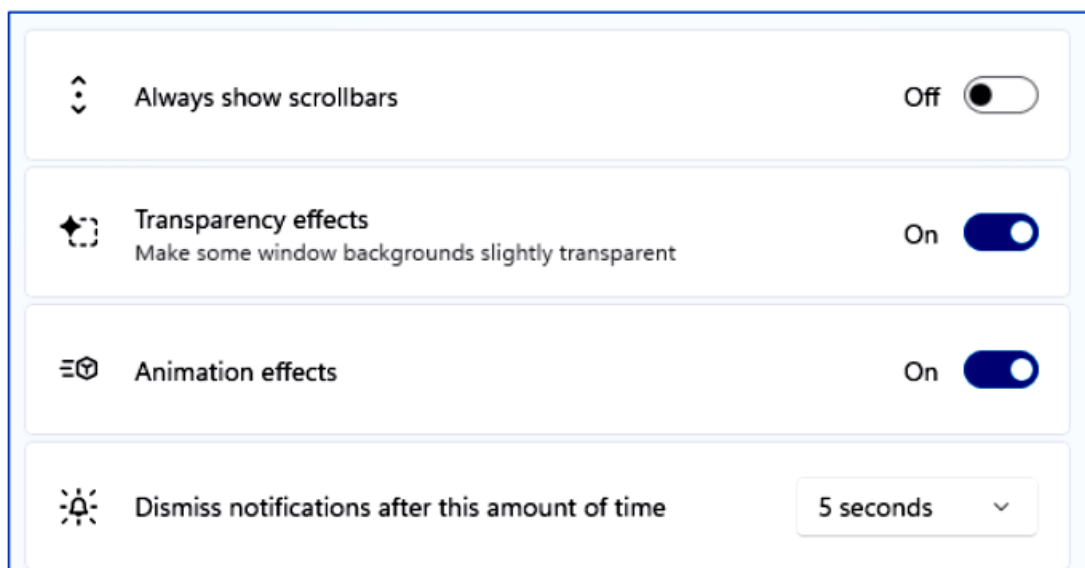 Always show scrollbars
Off
Transparency effects
Make some window backgrounds slightly transparent
On
Animation effects
On
Dismiss notifications after this amount of time
5 seconds